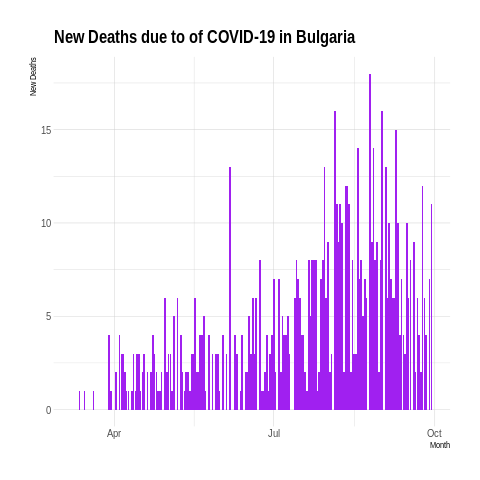 New Deaths due to of COVID-19 in Bulgaria
New Deaths
15
10
5
0
Apr
Jul
Oct
Month